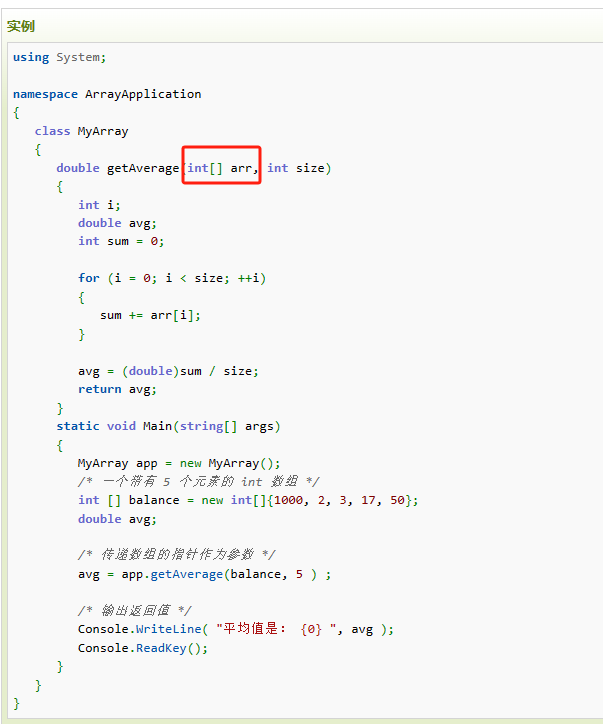 实例
using System;
namespace ArrayApplication
{
class MyArray
{
double getAverage(int[] arr, int size)
{
int i;
double avg;
int sum = 0;
for (i = 0; i < size; ++i)
{
sum += arr[i];
}
avg = (double)sum / size;
return avg;
}
static void Main(string[] args)
{
MyArray app = new MyArray();
/* 一个带有 5 个元素的 int 数组 */
int [] balance = new int[]{1000, 2, 3, 17, 50};
double avg;
/* 传递数组的指针作为参数 */
avg = app.getAverage(balance, 5 ) ;
/* 输出返回值 */
Console.WriteLine( "平均值是： {0} ", avg );
Console.ReadKey();
}
}
}